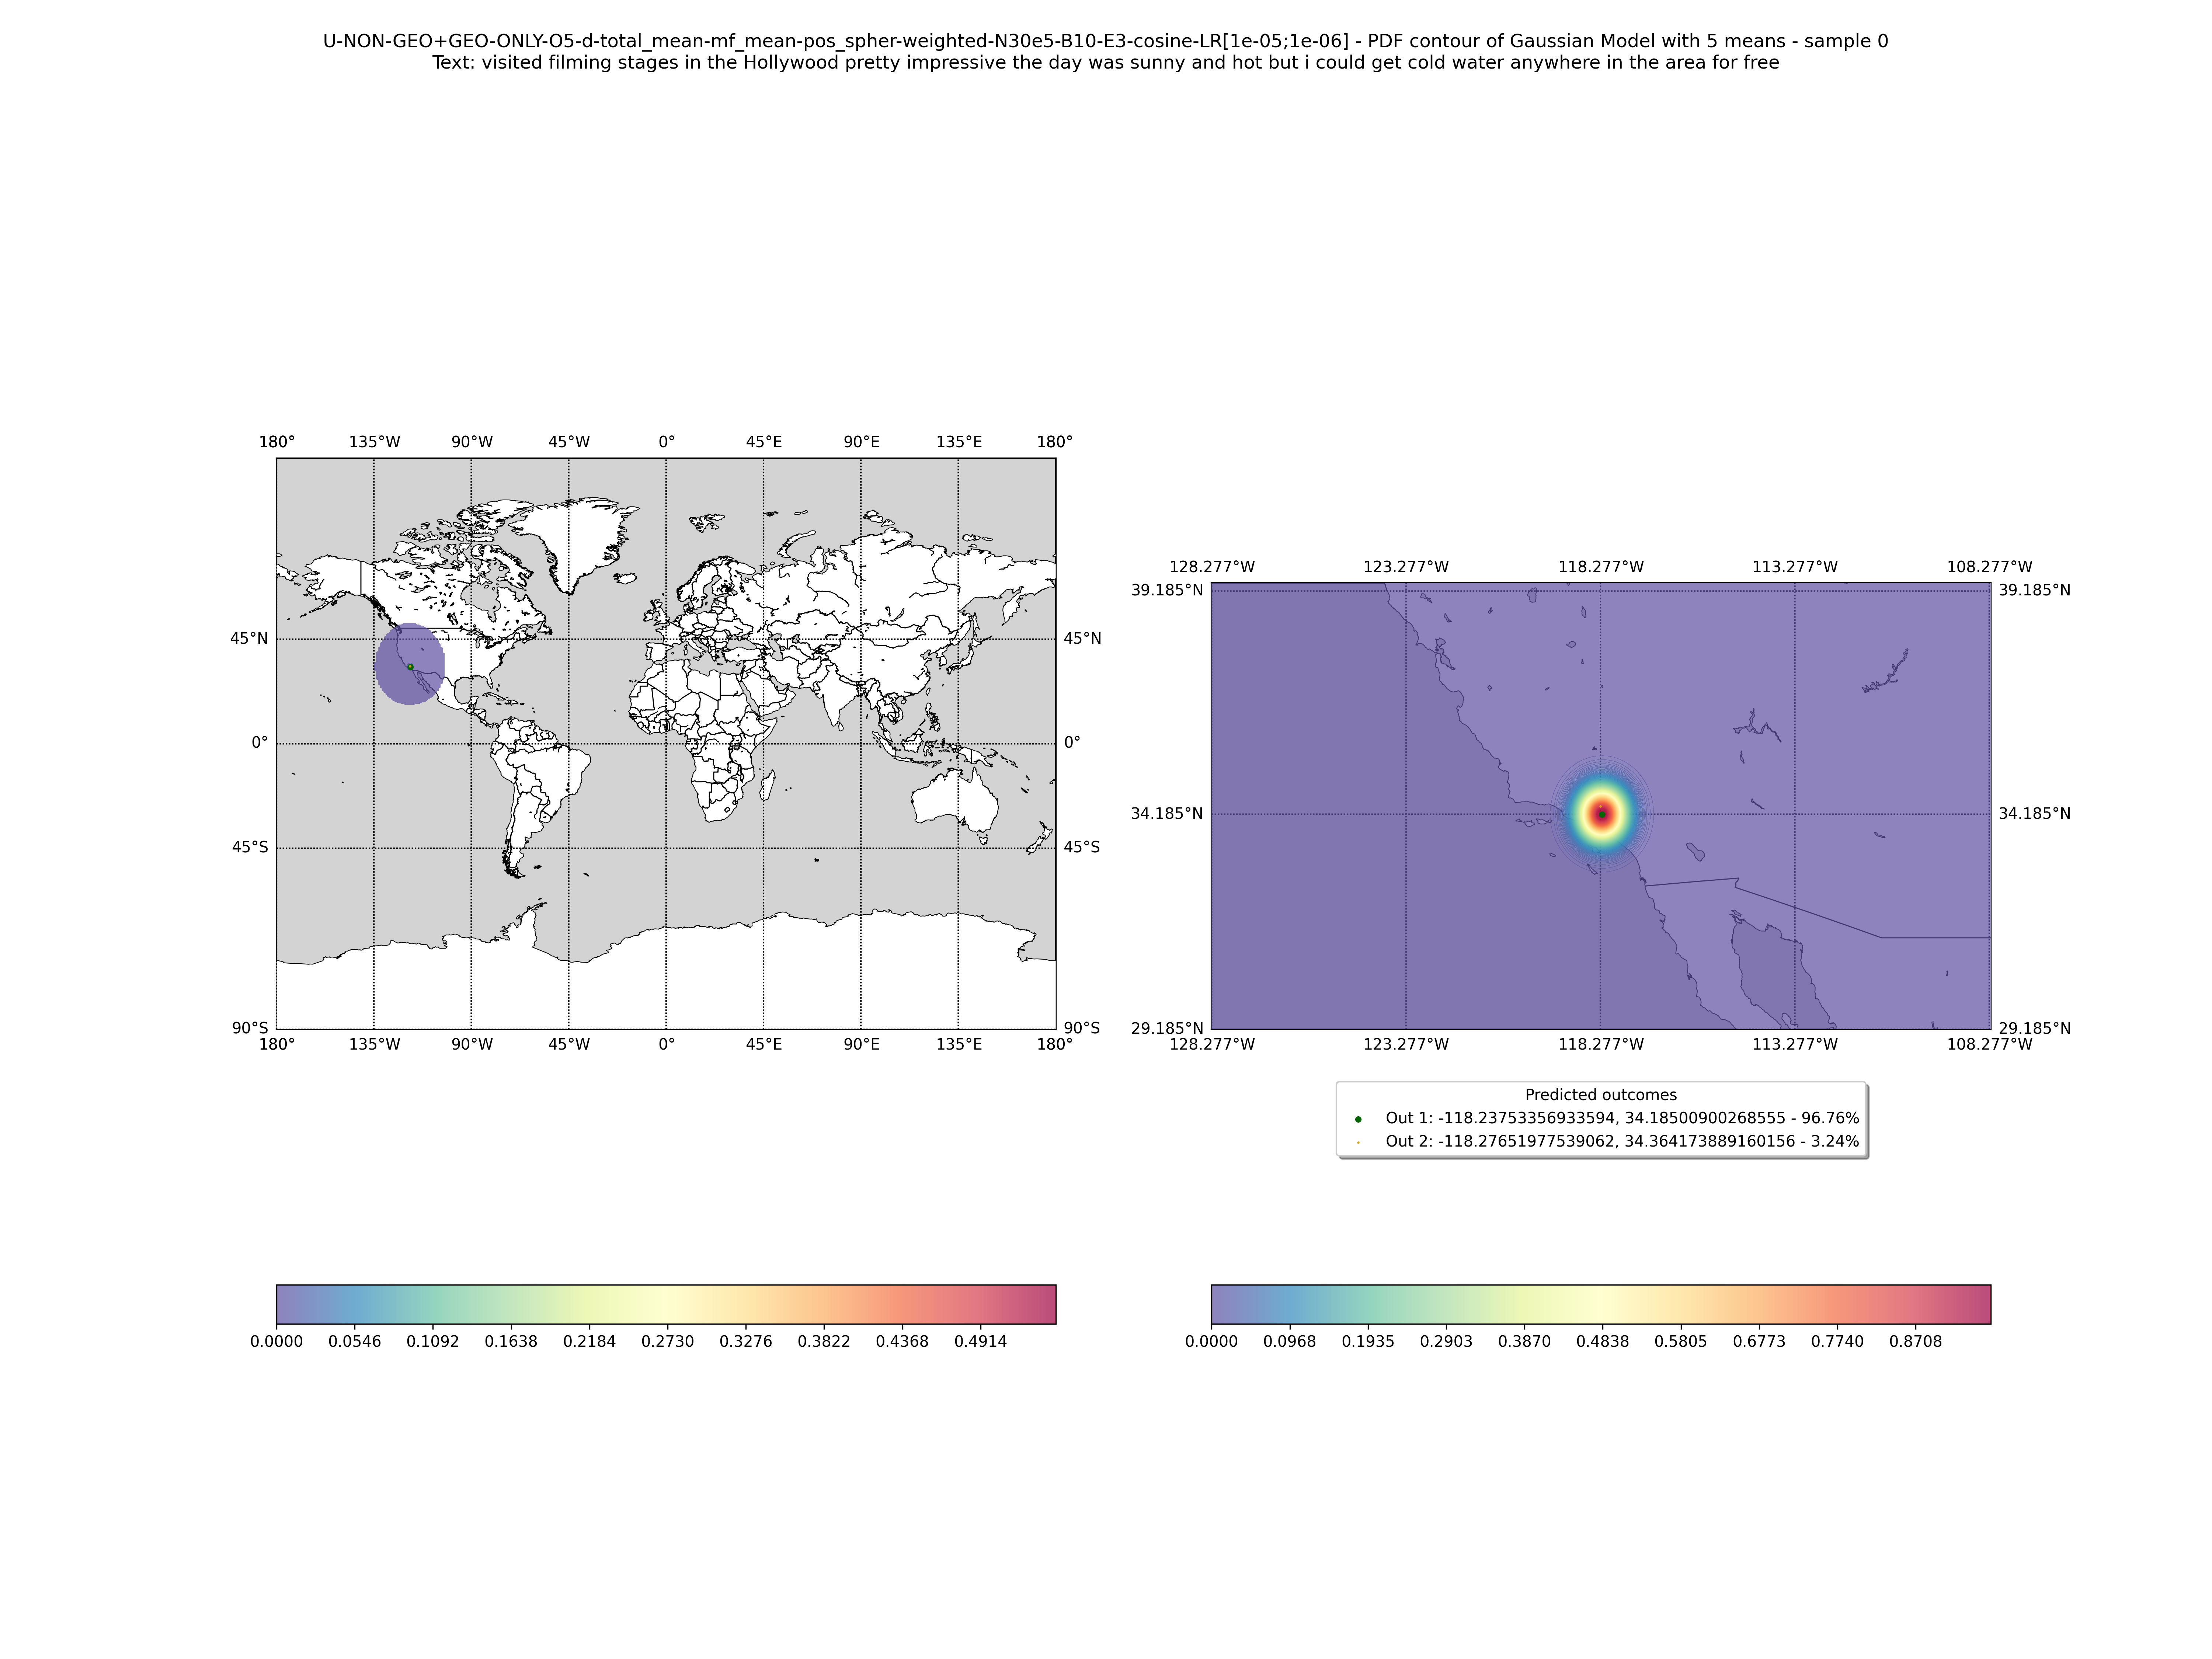 U-NON-GEO+GEO-ONLY-O5-d-total_mean-mf_mean-pos_spher-weighted-N30e5-B10-E3-cosine-LR[1e-05;1e-06] - PDF contour of Gaussian Model with 5 means - sample 0
Text: visited filming stages in the Hollywood pretty impressive the day was sunny and hot but i could get cold water anywhere in the area for free
180° 135°W 90°W 45°W 0° 45°E 90°E 135°E 180°
45°N 45°N
0° 0°
45°S 45°S
90°S 90°S
180° 135°W 90°W 45°W 0° 45°E 90°E 135°E 180°
128.277°W 123.277°W 118.277°W 113.277°W 108.277°W
39.185°N 39.185°N
34.185°N 34.185°N
29.185°N 29.185°N
128.277°W 123.277°W 118.277°W 113.277°W 108.277°W
Predicted outcomes
Out 1: -118.23753356933594, 34.18500900268555 - 96.76%
Out 2: -118.27651977539062, 34.364173889160156 - 3.24%
0.0000 0.0546 0.1092 0.1638 0.2184 0.2730 0.3276 0.3822 0.4368 0.4914
0.0000 0.0968 0.1935 0.2903 0.3870 0.4838 0.5805 0.6773 0.7740 0.8708